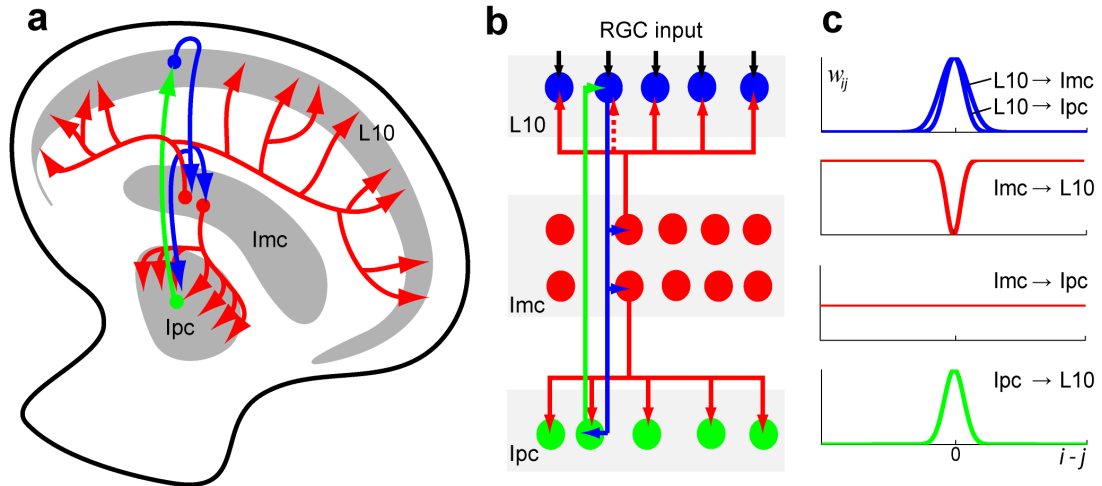 a
L10
Imc
Ipc
b
RGC input
L10
Imc
Ipc
c
wij
L10 → Imc
L10 → Ipc
Imc → L10
Imc → Ipc
Ipc → L10
0
i - j